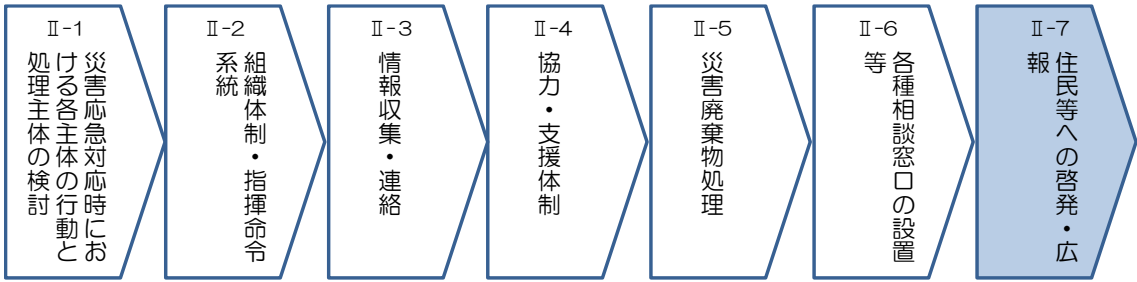 Ⅱ-1
災害応急対応時にお
ける各主体の行動と
処理主体の検討
Ⅱ-2
組織体制・指揮命令
系統
Ⅱ-3
情報収集・連絡
Ⅱ-4
協力・支援体制
Ⅱ-5
災害廃棄物処理
Ⅱ-6
各種相談窓口の設置
等
Ⅱ-7
住民等への啓発・広
報